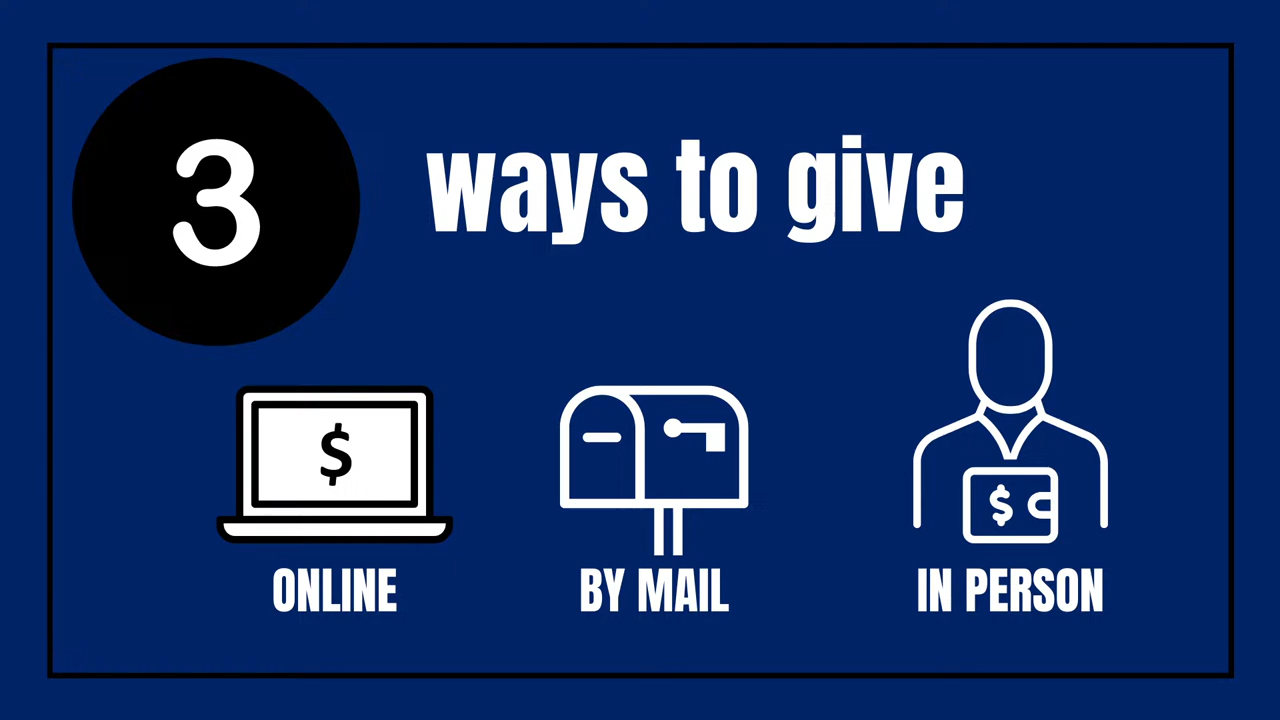 3
ways to give
$
$
ONLINE
BY MAIL
IN PERSON